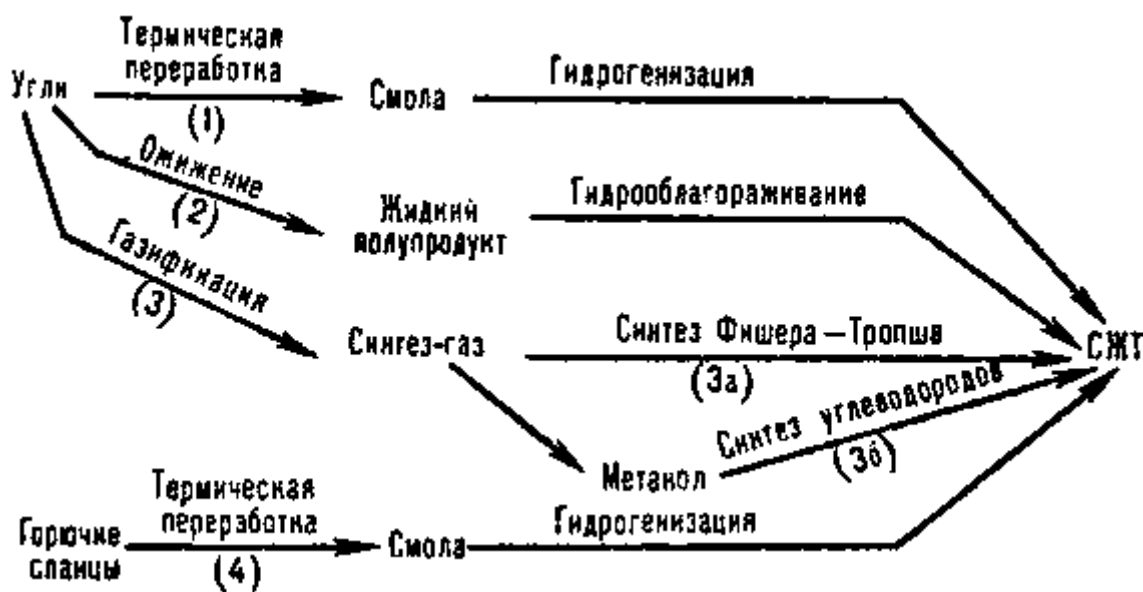 Термическая
переработка
Угли
(1)
Смола
Гидрогенизация
Ожижение
(2)
Жидкий
полупродукт
Гидрооблагораживание
Газификация
(3)
Синтез-газ
Синтез Фишера—Тропша
(3а)
СЖТ
Синтез углеводородов
(3б)
Метанол
Термическая
переработка
Горючие
сланцы
(4)
Смола
Гидрогенизация